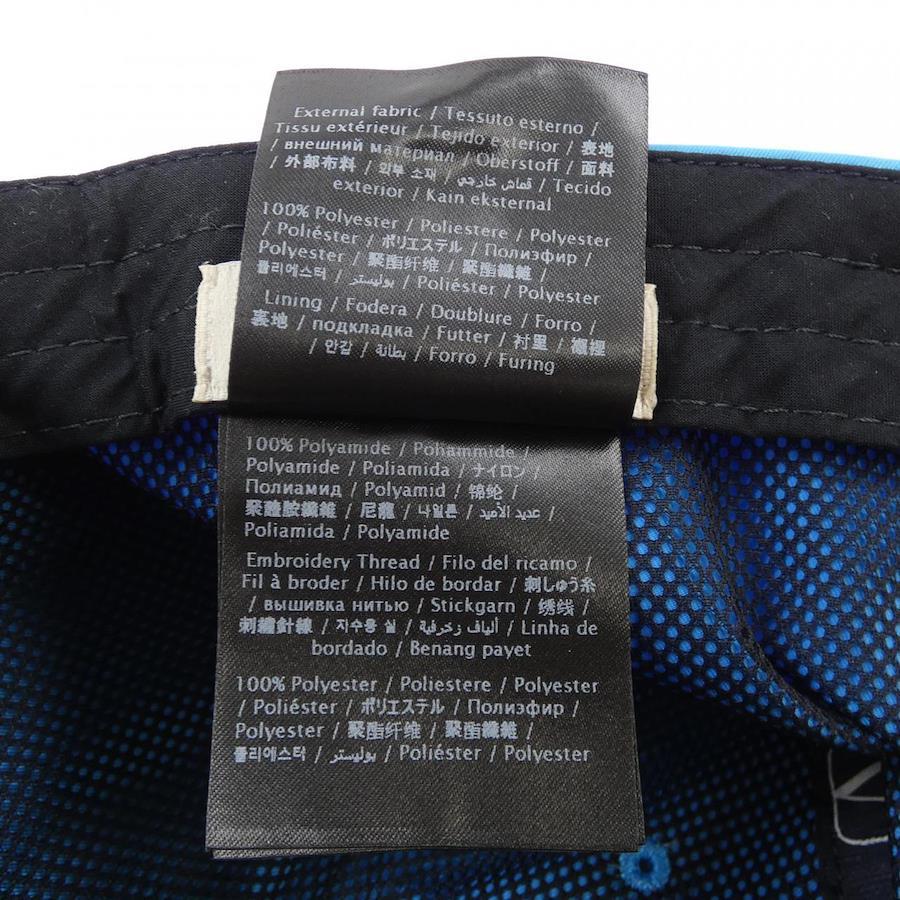 External fabric / Tessuto esterno /
Tissu extérieur / Tejido exterior / 表地
/ внешний материал / Oberstoff / 面料
/ 外部布料 / 외부 소재 / قماش خارجي / Tecido
exterior / Kain eksternal
100% Polyester / Poliestere / Polyester
/ Poliéster / ポリエステル / Полиэфир /
Polyester / 聚酯纤维 / 聚酯纖維 /
폴리에스터 / بوليستر / Poliéster / Polyester
Lining / Fodera / Doublure / Forro /
裏地 / подкладка / Futter / 衬里 / 襯裡
/ 안감 / بطانة / Forro / Furing
100% Polyamide / Pohammide /
Polyamide / Poliamida / ナイロン /
Полиамид / Polyamid / 锦纶 /
聚醯胺纖維 / 尼龍 / 나일론 / عديد الأميد /
Poliamida / Polyamide
Embroidery Thread / Filo del ricamo /
Fil à broder / Hilo de bordar / 刺しゅう糸
/ вышивка нитью / Stickgarn / 绣线 /
刺繡針線 / 자수용 실 / ألياف زخرفية / Linha de
bordado / Benang payet
100% Polyester / Poliestere / Polyester
/ Poliéster / ポリエステル / Полиэфир /
Polyester / 聚酯纤维 / 聚酯纖維 /
폴리에스터 / بوليستر / Poliéster / Polyester